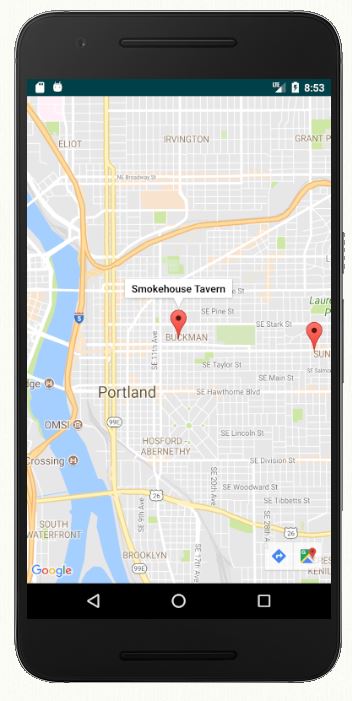 8:53
ELIOT
IRVINGTON
GRANT P
NE Broadway St
5
Smokehouse Tavern
SE Pine St
Laure
SE Stark St
BUCKMAN
SE 11th Ave
SUN
SE Taylor St
SE Salmon
SE Main St
dge
Portland
SE Hawthorne Blvd
99E
OMSI
SE Lincoln St
HOSFORD-
ABERNETHY
Crossing
SE Division St
SE 20th Ave
SE Woodward St
26
SE 9th Ave
SE Tibbetts St
SE 28th A
SOUTH
WATERFRONT
26
SE 17th
BROOKLYN
99E
KENIL
Google